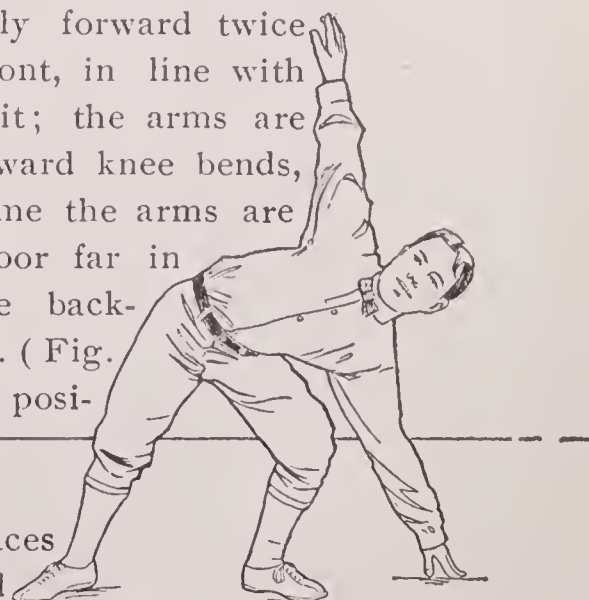 ly forward twice
ont, in line with
it; the arms are
ward knee bends,
ne the arms are
oor far in
e back-
. ( Fig.
posi-
ces